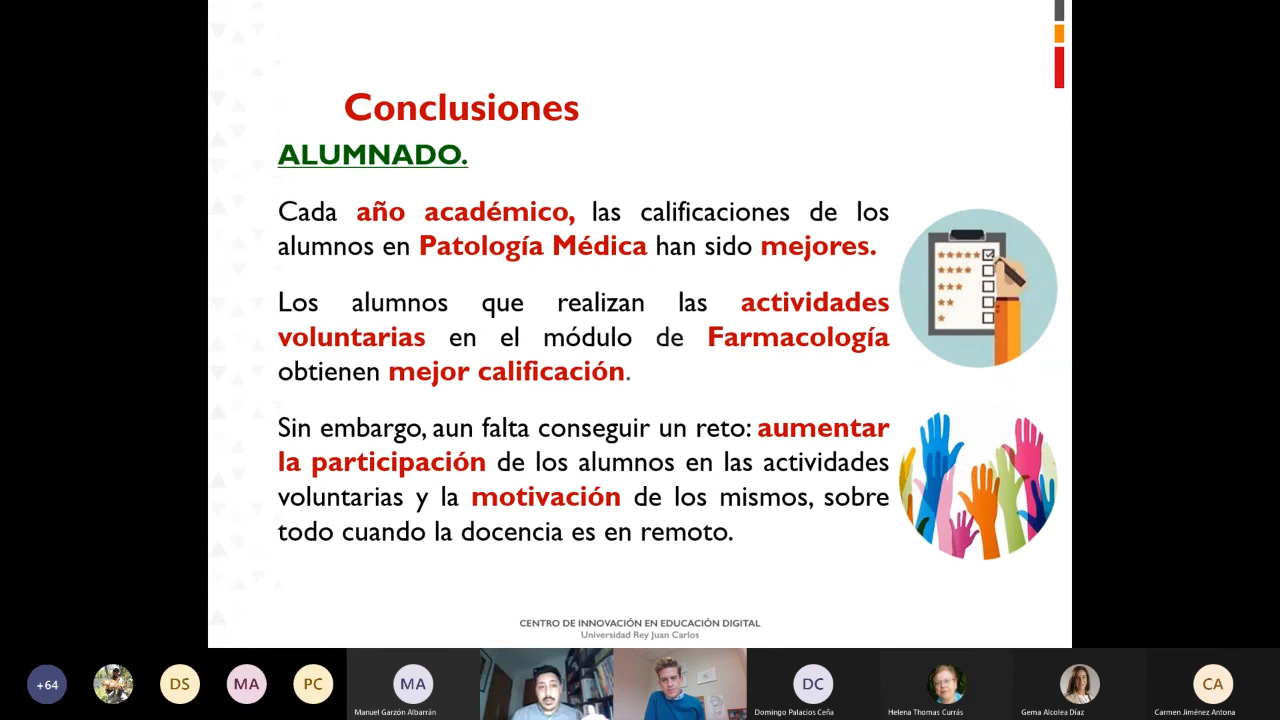 Conclusiones
ALUMNADO.
Cada año académico, las calificaciones de los
alumnos en Patología Médica han sido mejores.
Los alumnos que realizan las actividades
voluntarias en el módulo de Farmacología
obtienen mejor calificación.
Sin embargo, aun falta conseguir un reto: aumentar
la participación de los alumnos en las actividades
voluntarias y la motivación de los mismos, sobre
todo cuando la docencia es en remoto.
CENTRO DE INNOVACIÓN EN EDUCACIÓN DIGITAL
Universidad Rey Juan Carlos
+64
DS
MA
PC
MA
DC
CA
Manuel Garzón Albarrán
Domingo Palacios Ceña
Helena Thomas Currás
Gema Alcolea Díaz
Carmen Jiménez Antona